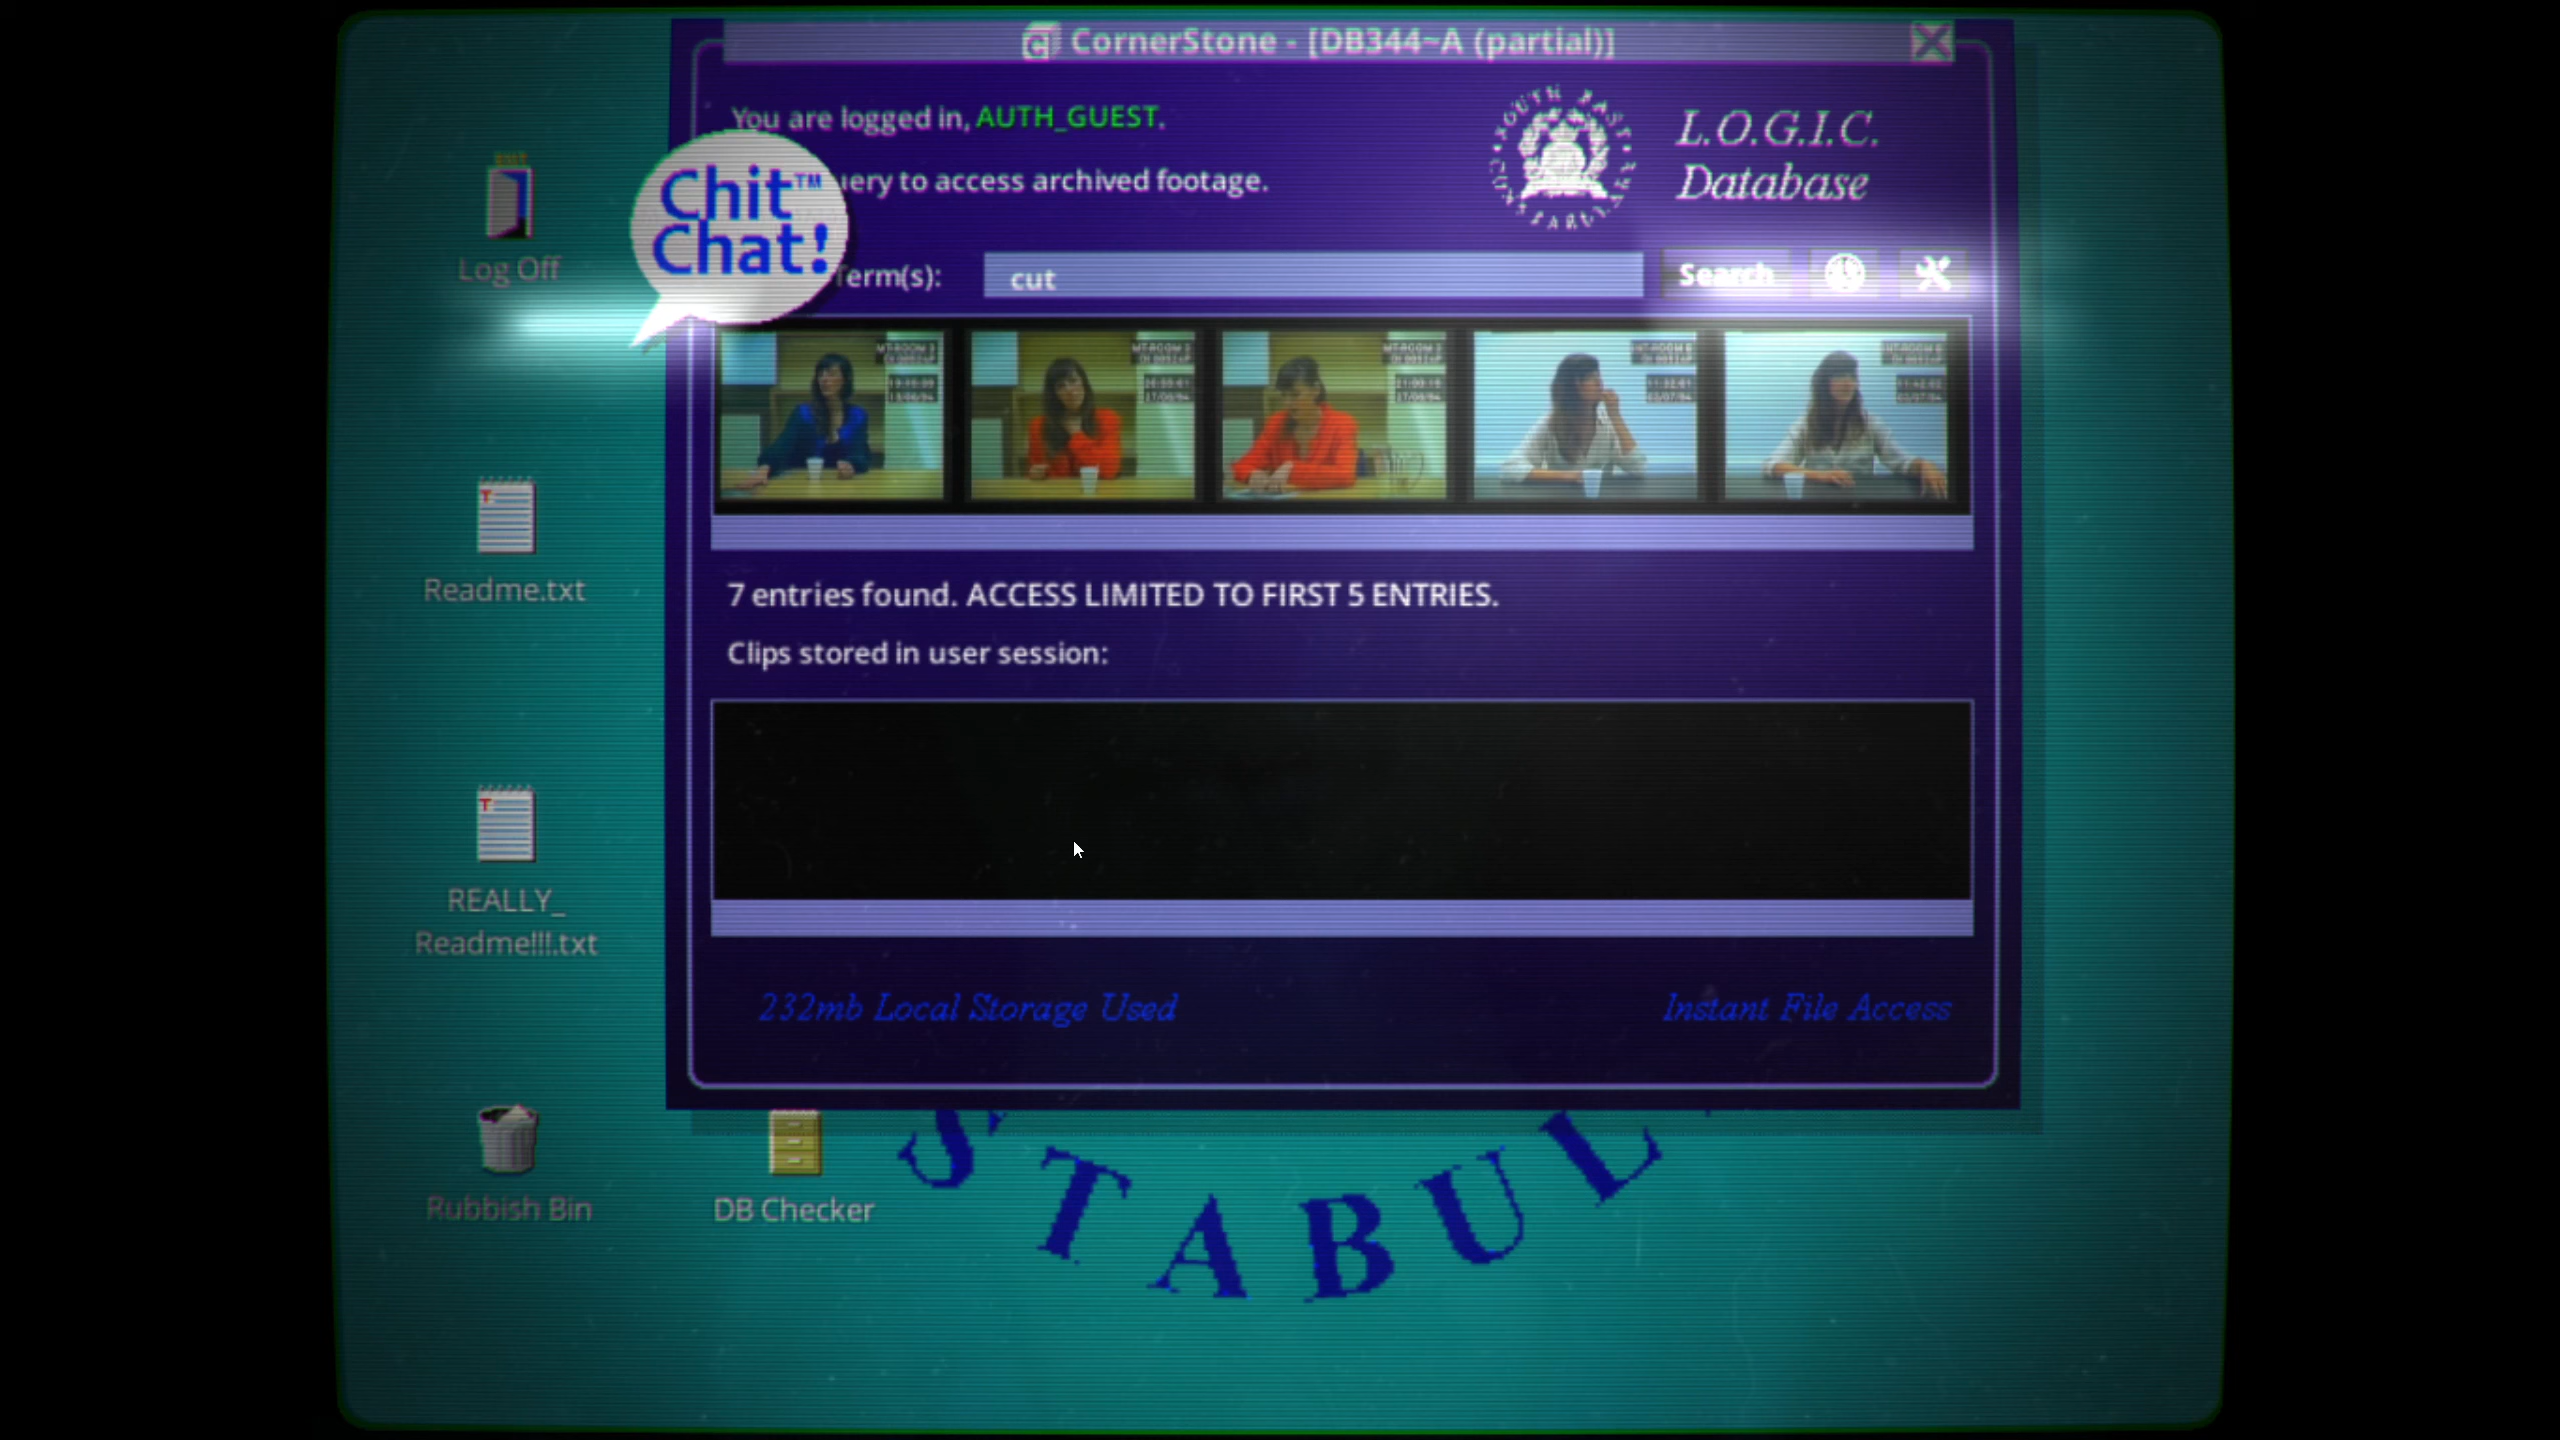 CornerStone - [DB344~A (partial)]
You are logged in, AUTH_GUEST.
L.O.G.I.C.
Database
Chit™
Chat!
to access archived footage.
Term(s):
cut
Search
Log Off
7 entries found. ACCESS LIMITED TO FIRST 5 ENTRIES.
Readme.txt
Clips stored in user session:
REALLY_
Readme!!!.txt
232mb Local Storage Used
Instant File Access
Rubbish Bin
DB Checker
STABUL